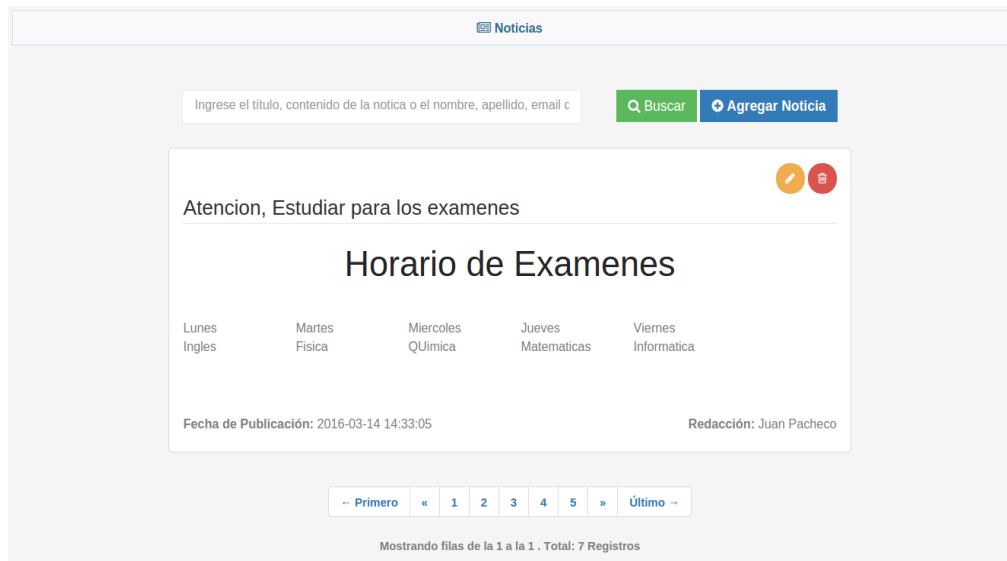 Noticias
Ingrese el título, contenido de la notica o el nombre, apellido, email
Buscar
Agregar Noticia
Atencion, Estudiar para los examenes
Horario de Examenes
Lunes Martes Miercoles Jueves Viernes
Ingles Fisica QUimica Matematicas Informatica
Fecha de Publicación: 2016-03-14 14:33:05 Redacción: Juan Pacheco
← Primero « 1 2 3 4 5 » Último →
Mostrando filas de la 1 a la 1 . Total: 7 Registros